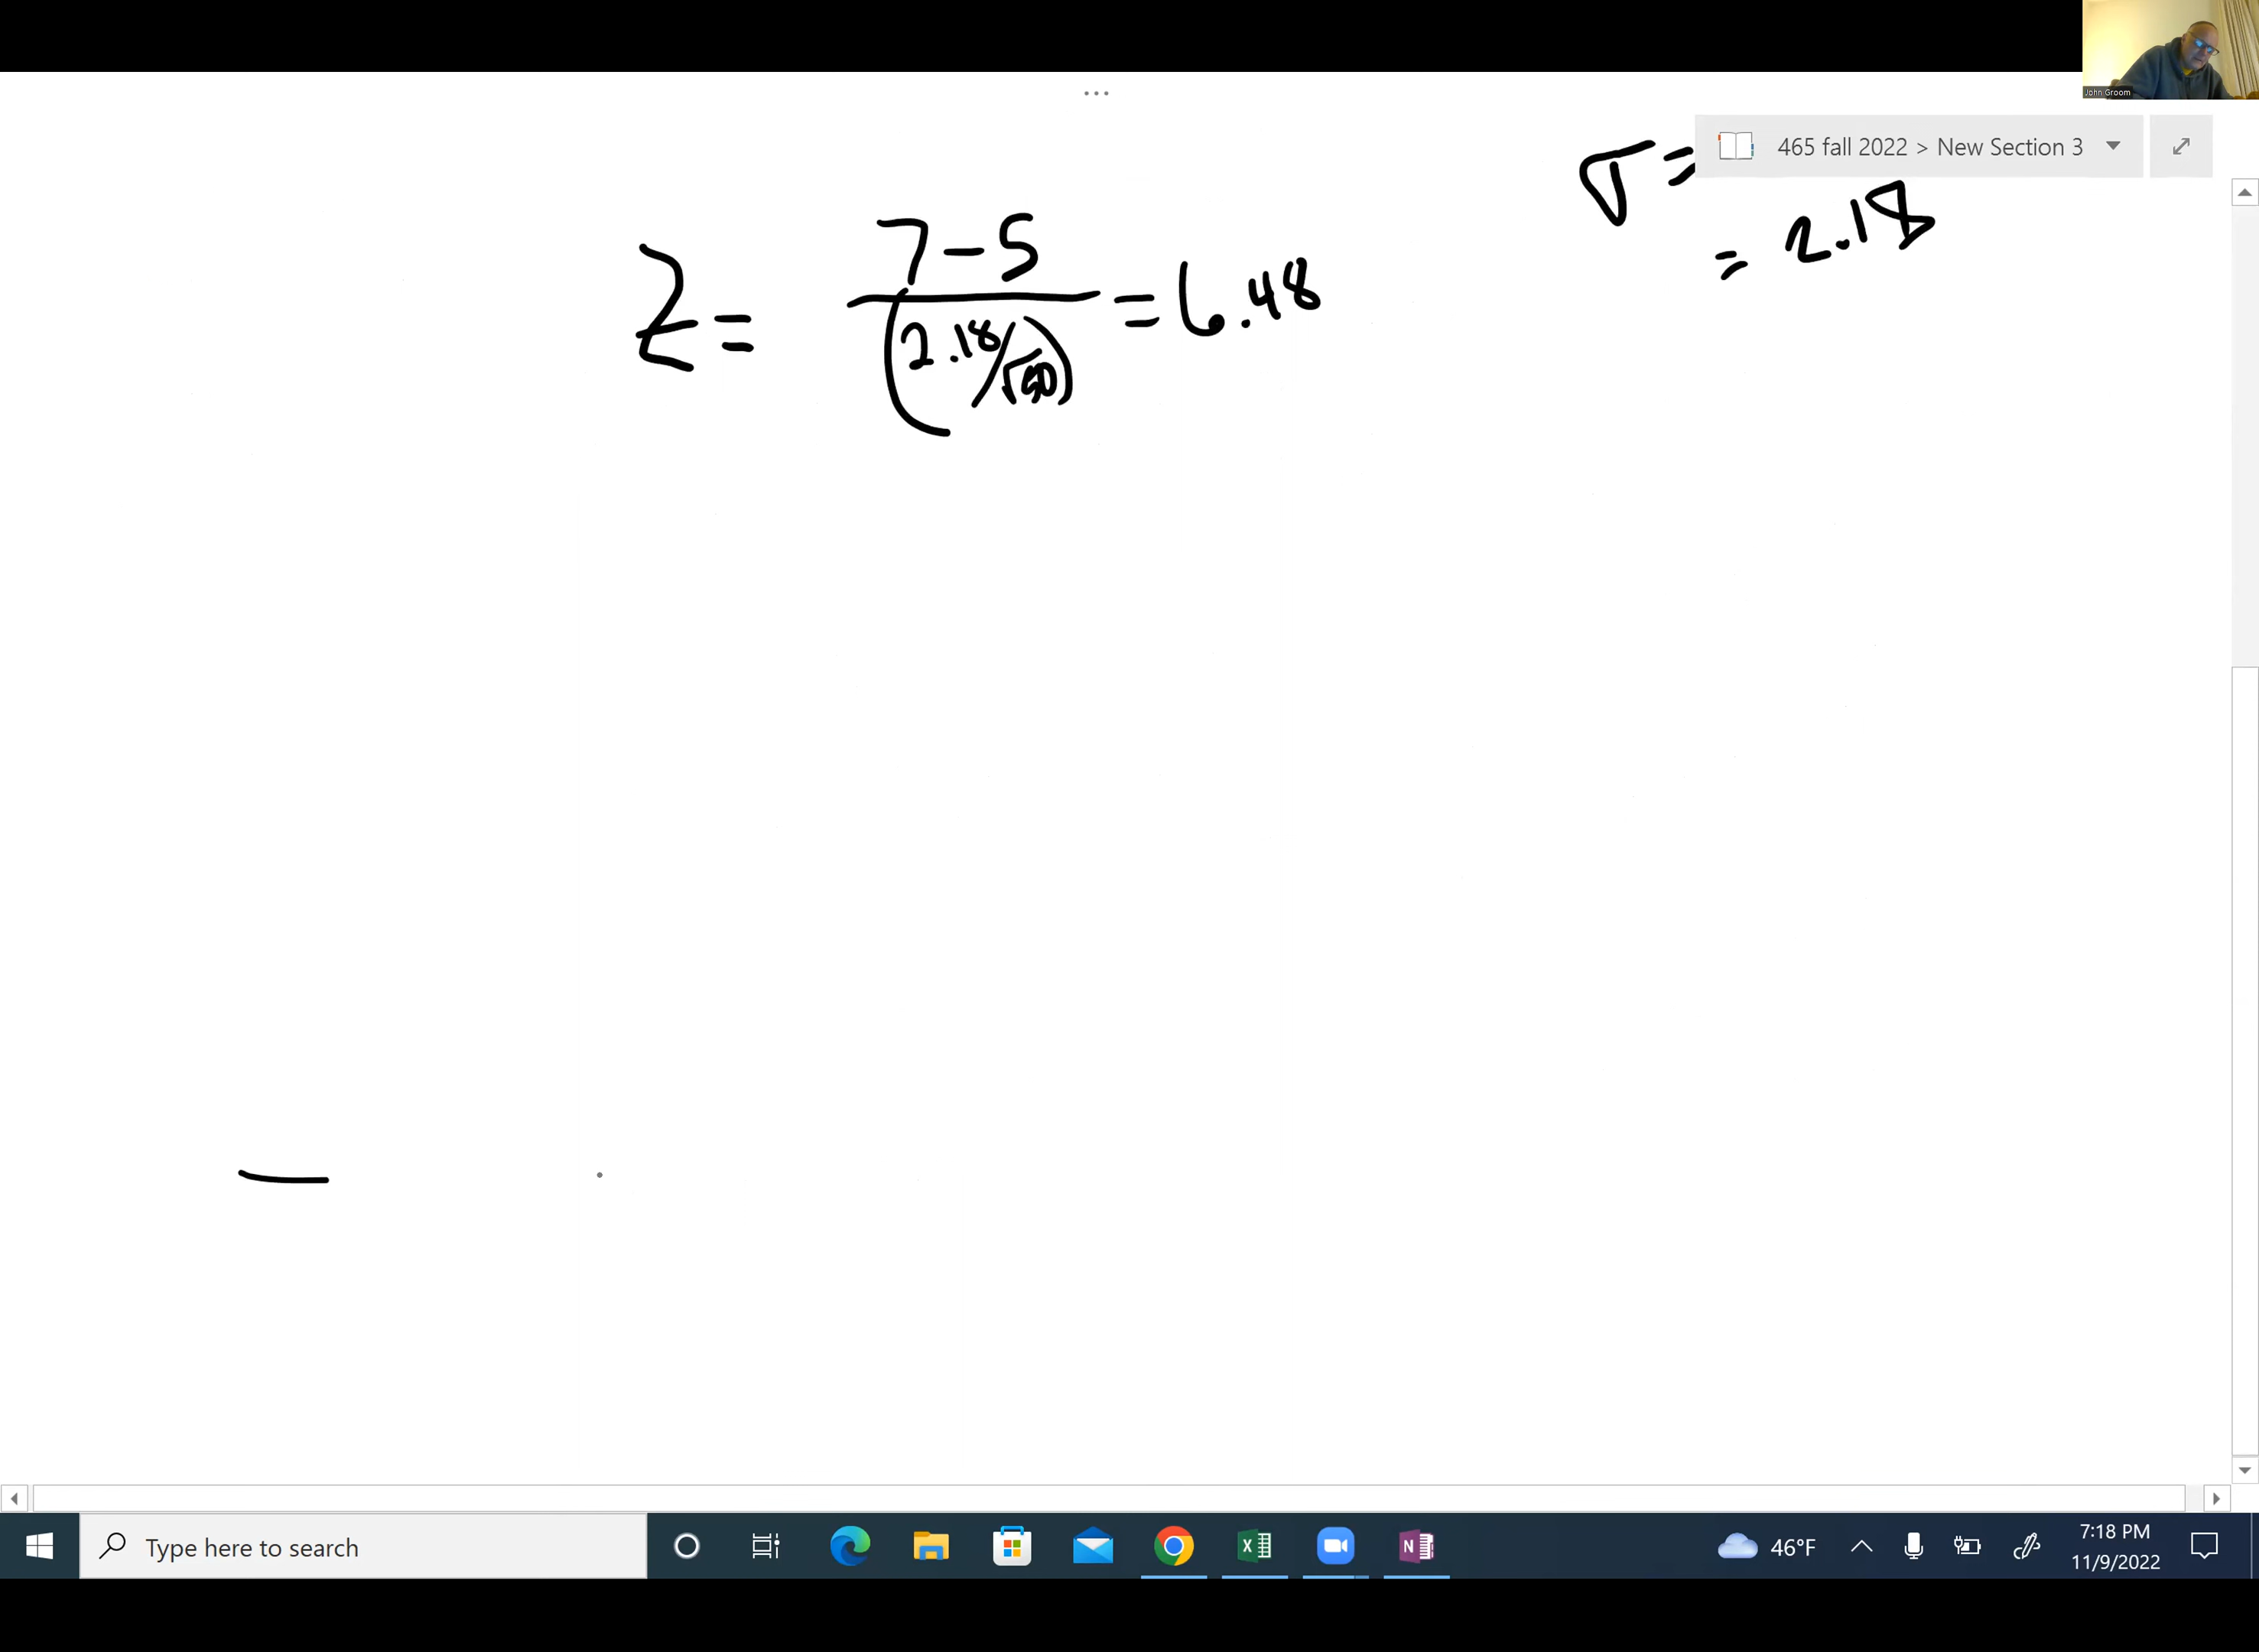 John Groom
465 fall 2022 > New Section 3
σ =
= 2.18
Z = 7 - 5 / (2.18/√50) = 6.48
Type here to search
46°F
7:18 PM
11/9/2022